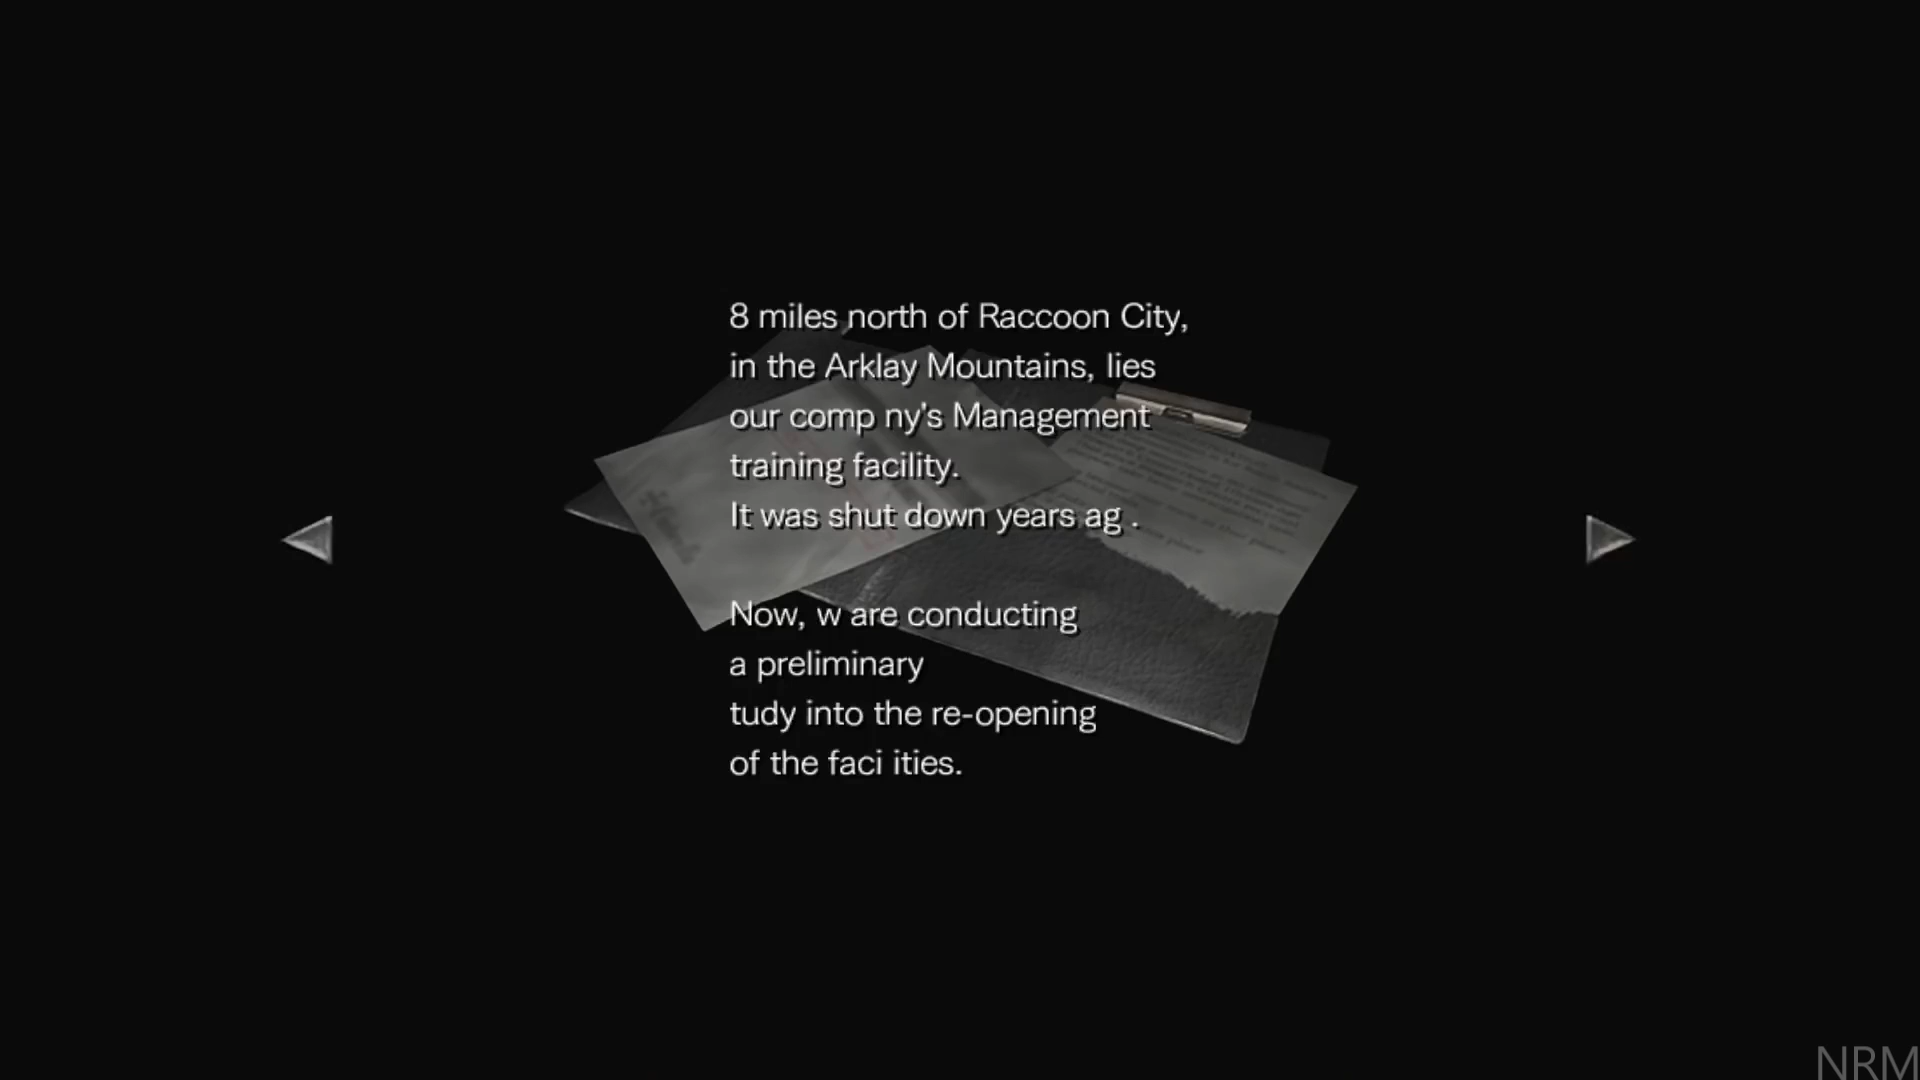 8 miles north of Raccoon City,
in the Arklay Mountains, lies
our comp ny's Management
training facility.
It was shut down years ag .
Now, w are conducting
a preliminary
tudy into the re-opening
of the faci ities.
NRM